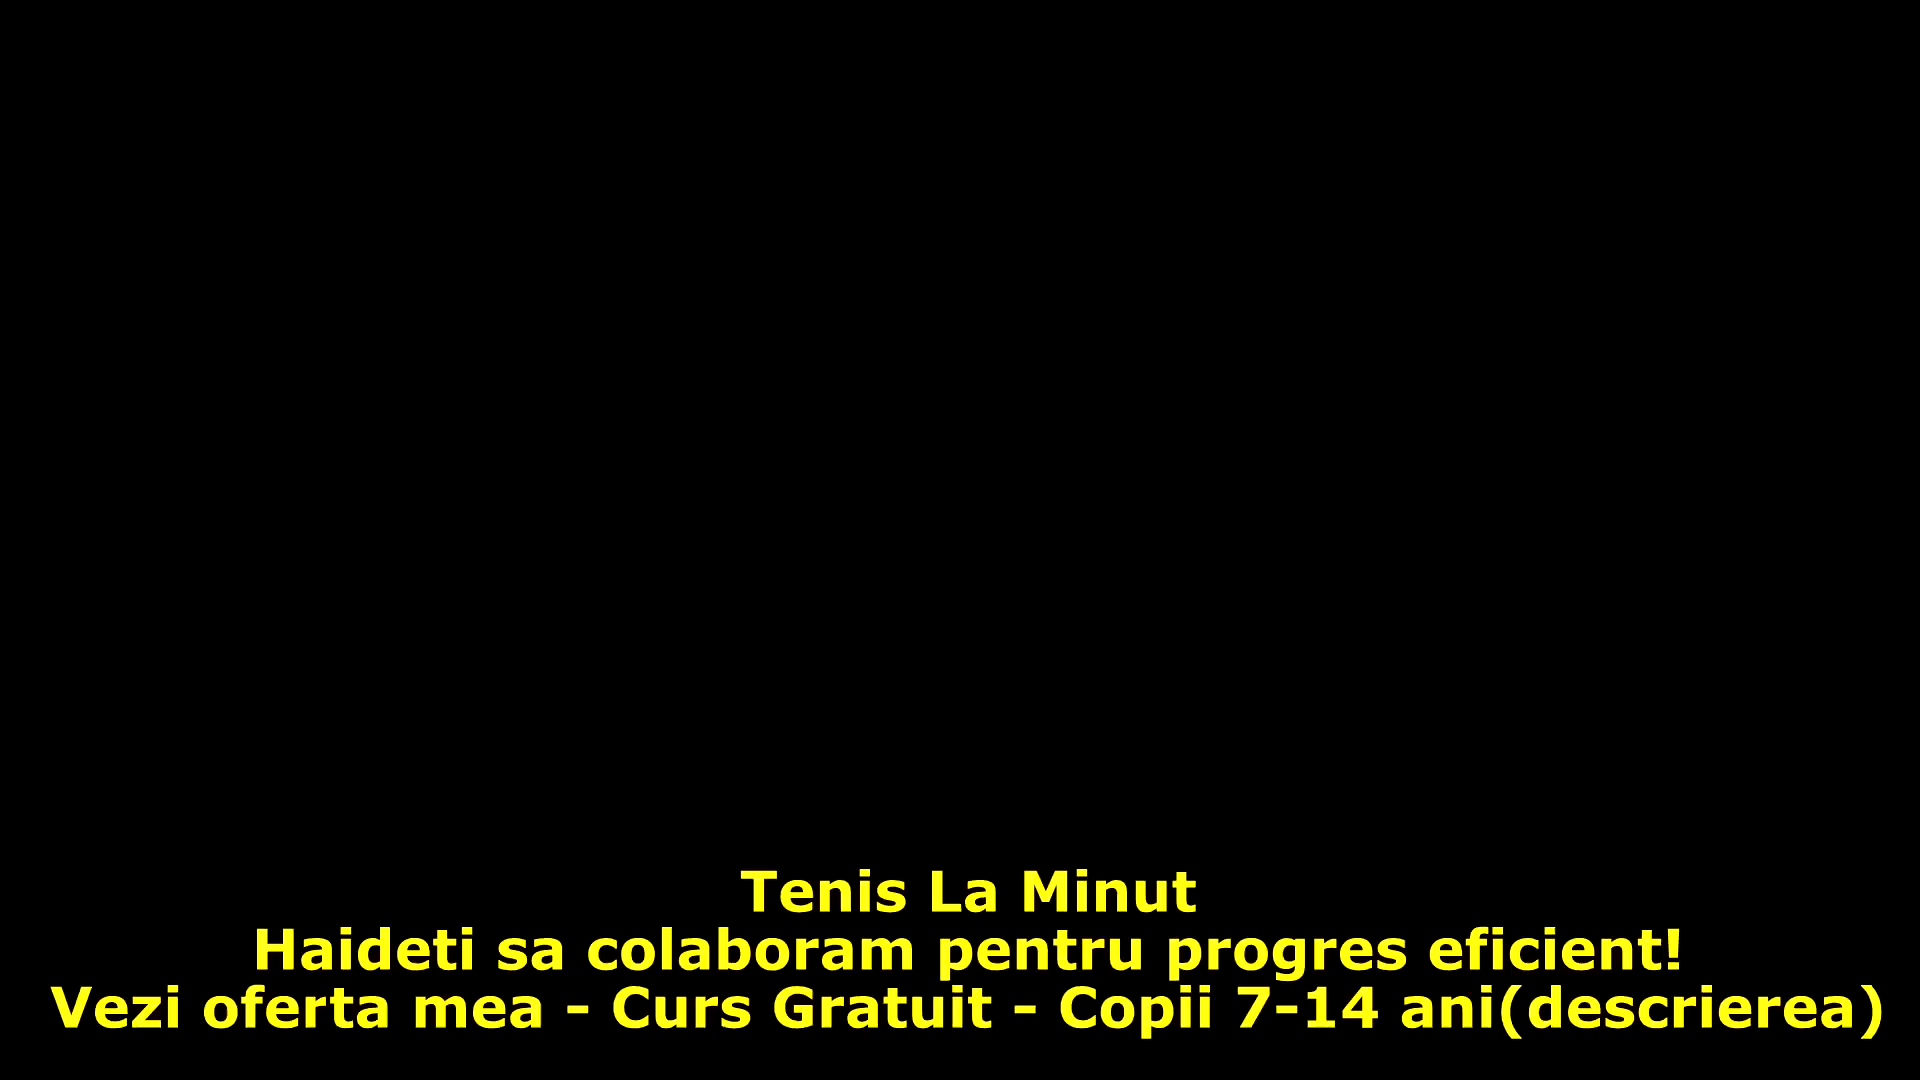 Tenis La Minut
Haideti sa colaboram pentru progres eficient!
Vezi oferta mea - Curs Gratuit - Copii 7-14 ani(descrierea)